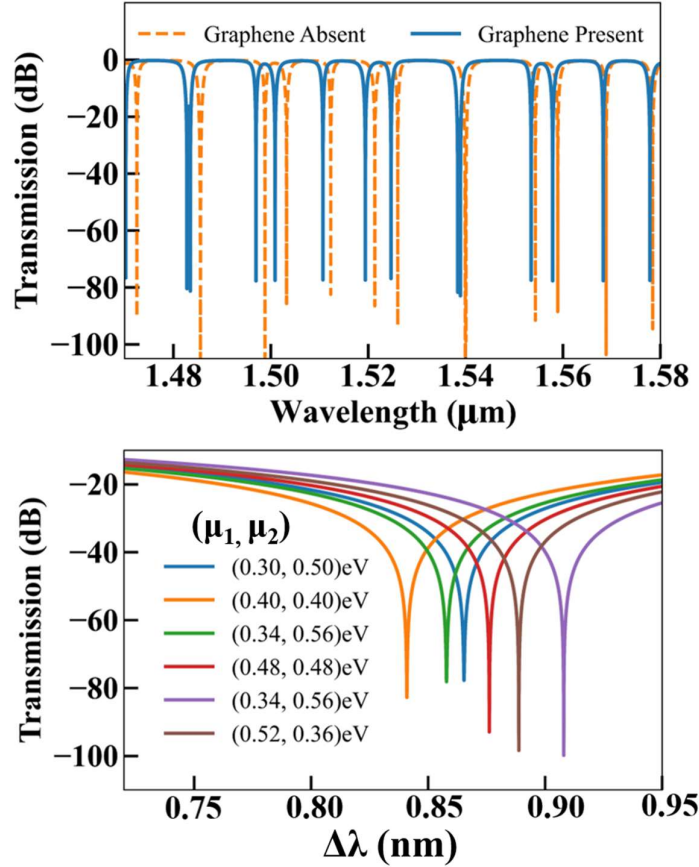 Graphene Absent Graphene Present
0
−20
−40
−60
−80
−100
Transmission (dB)
1.48 1.50 1.52 1.54 1.56 1.58
Wavelength (μm)
−20
−40
−60
−80
−100
Transmission (dB)
(μ1, μ2)
(0.30, 0.50)eV
(0.40, 0.40)eV
(0.34, 0.56)eV
(0.48, 0.48)eV
(0.34, 0.56)eV
(0.52, 0.36)eV
0.75 0.80 0.85 0.90 0.95
Δλ (nm)